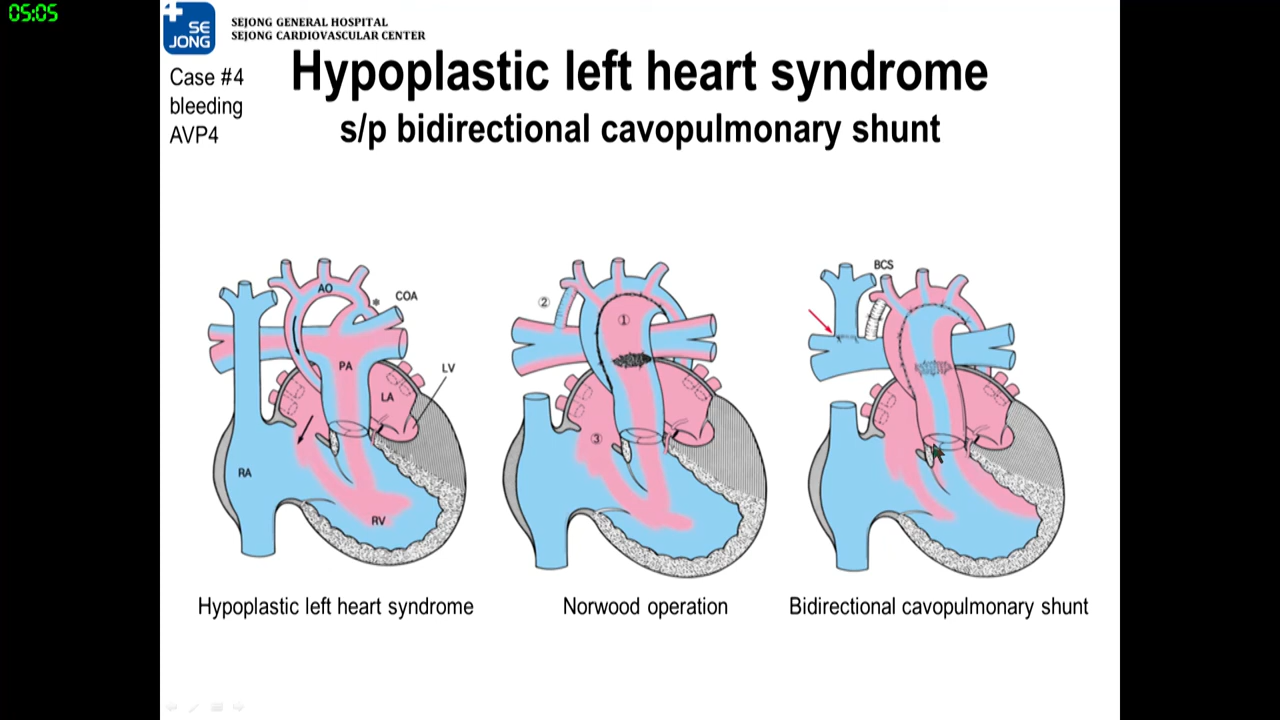 05:05
SE
JONG
SEJONG GENERAL HOSPITAL
SEJONG CARDIOVASCULAR CENTER
Case #4
bleeding
AVP4
Hypoplastic left heart syndrome
s/p bidirectional cavopulmonary shunt
AO
*
COA
PA
LV
LA
RA
RV
Hypoplastic left heart syndrome
②
①
③
Norwood operation
BCS
Bidirectional cavopulmonary shunt